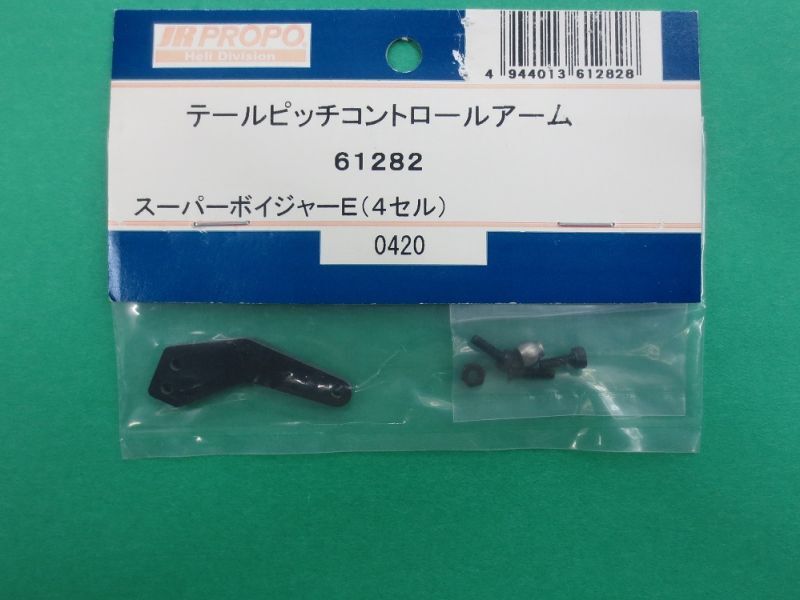 JR PROPO
Heli Division
4 944013 612828
テールピッチコントロールアーム
61282
スーパーボイジャーE(4セル)
0420